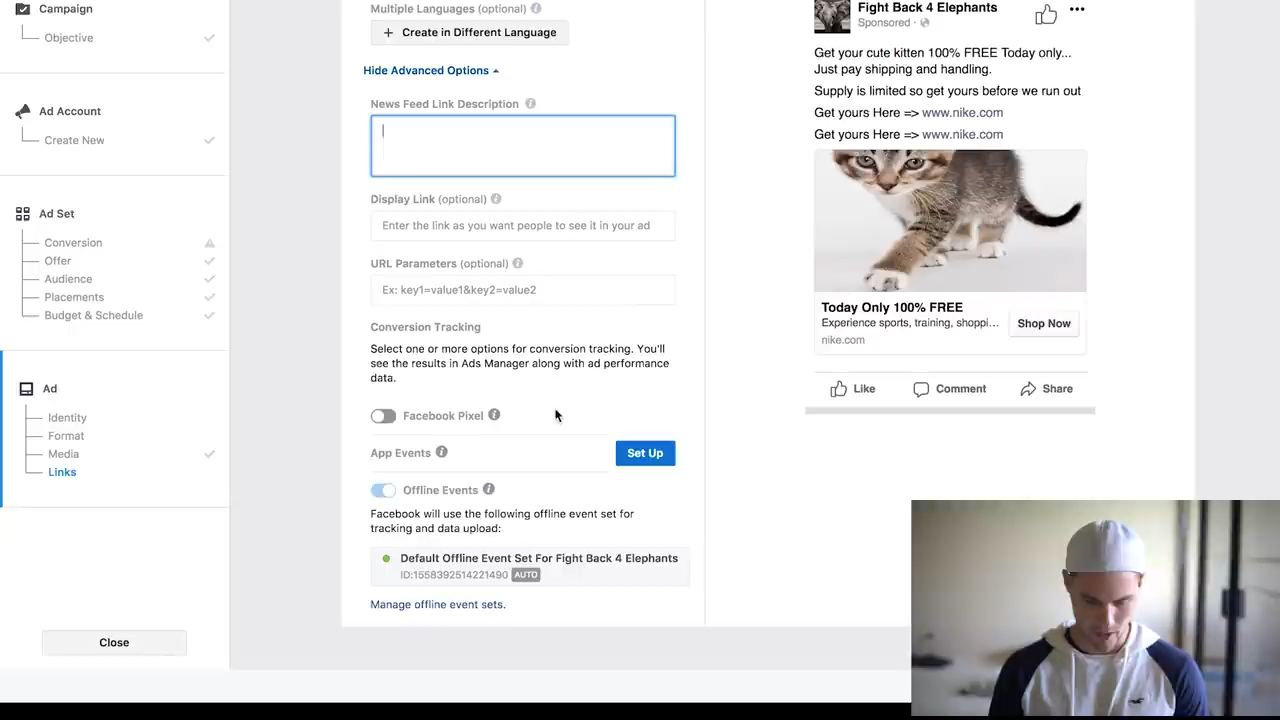 Campaign
Objective
Ad Account
Create New
Ad Set
Conversion
Offer
Audience
Placements
Budget & Schedule
Ad
Identity
Format
Media
Links
Close
Multiple Languages (optional)
+ Create in Different Language
Hide Advanced Options
News Feed Link Description
Display Link (optional)
Enter the link as you want people to see it in your ad
URL Parameters (optional)
Ex: key1=value1&key2=value2
Conversion Tracking
Select one or more options for conversion tracking. You'll
see the results in Ads Manager along with ad performance
data.
Facebook Pixel
App Events
Set Up
Offline Events
Facebook will use the following offline event set for
tracking and data upload:
Default Offline Event Set For Fight Back 4 Elephants
ID:1558392514221490 AUTO
Manage offline event sets.
Fight Back 4 Elephants
Sponsored ·
Get your cute kitten 100% FREE Today only...
Just pay shipping and handling.
Supply is limited so get yours before we run out
Get yours Here => www.nike.com
Get yours Here => www.nike.com
Today Only 100% FREE
Experience sports, training, shoppi...
nike.com
Shop Now
Like
Comment
Share